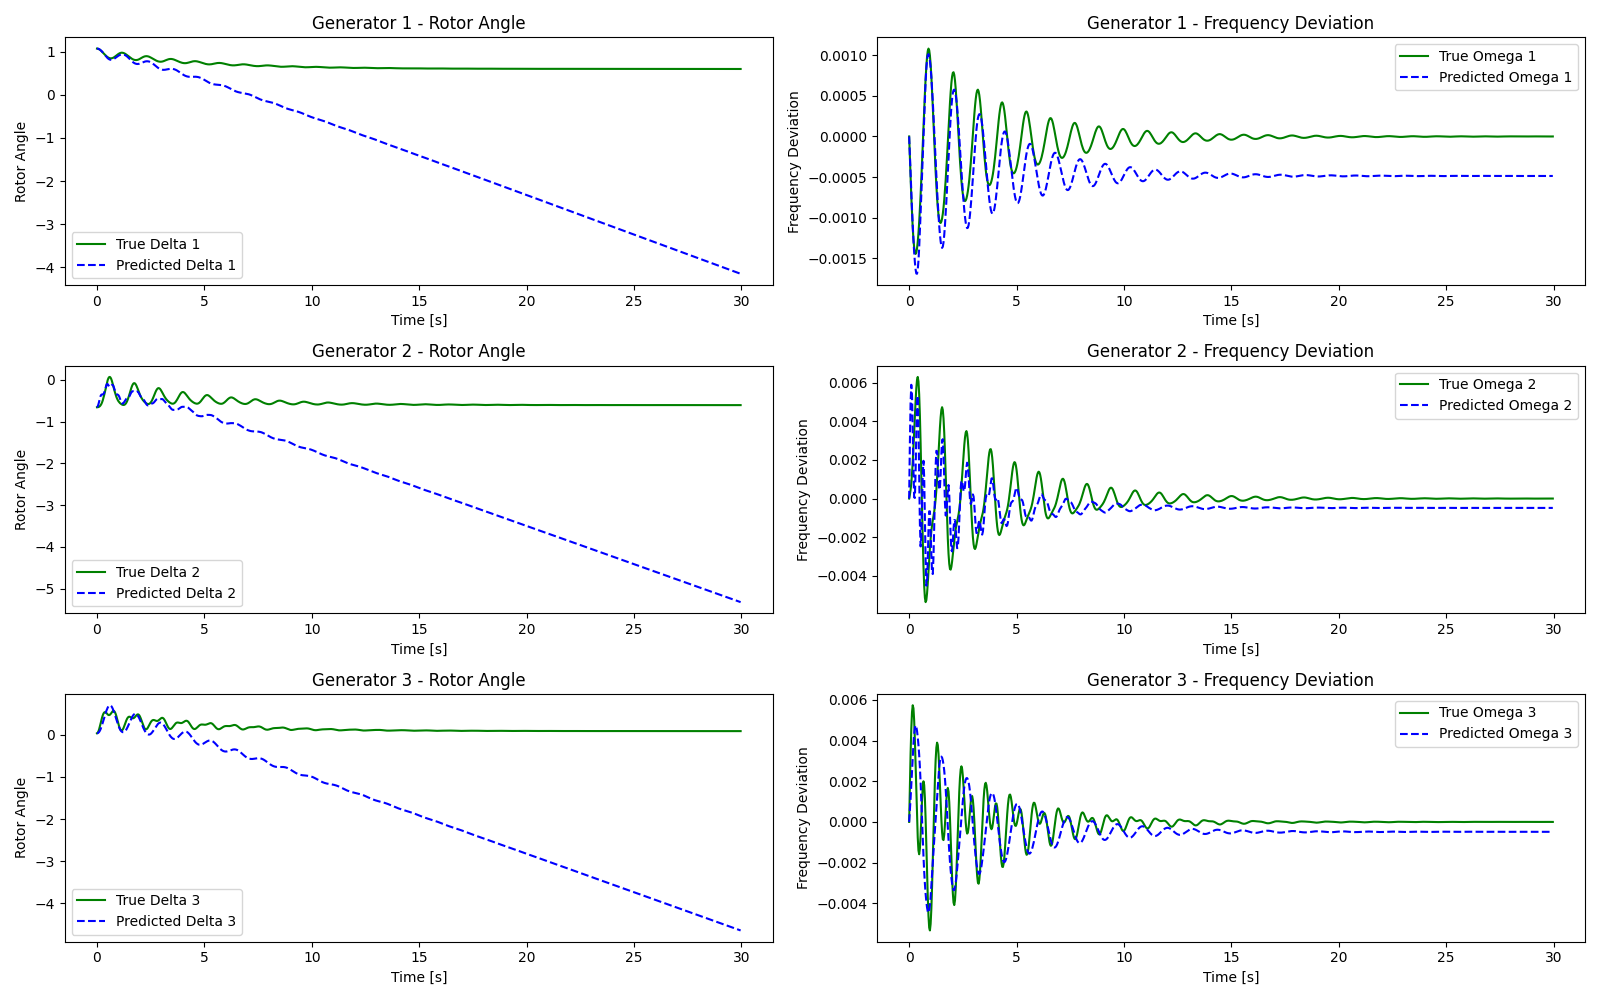 Generator 1 - Rotor Angle
Rotor Angle
1
0
−1
−2
−3
−4
True Delta 1
Predicted Delta 1
0 5 10 15 20 25 30
Time [s]
Generator 1 - Frequency Deviation
Frequency Deviation
0.0010
0.0005
0.0000
−0.0005
−0.0010
−0.0015
True Omega 1
Predicted Omega 1
0 5 10 15 20 25 30
Time [s]
Generator 2 - Rotor Angle
Rotor Angle
0
−1
−2
−3
−4
−5
True Delta 2
Predicted Delta 2
0 5 10 15 20 25 30
Time [s]
Generator 2 - Frequency Deviation
Frequency Deviation
0.006
0.004
0.002
0.000
−0.002
−0.004
True Omega 2
Predicted Omega 2
0 5 10 15 20 25 30
Time [s]
Generator 3 - Rotor Angle
Rotor Angle
0
−1
−2
−3
−4
True Delta 3
Predicted Delta 3
0 5 10 15 20 25 30
Time [s]
Generator 3 - Frequency Deviation
Frequency Deviation
0.006
0.004
0.002
0.000
−0.002
−0.004
True Omega 3
Predicted Omega 3
0 5 10 15 20 25 30
Time [s]